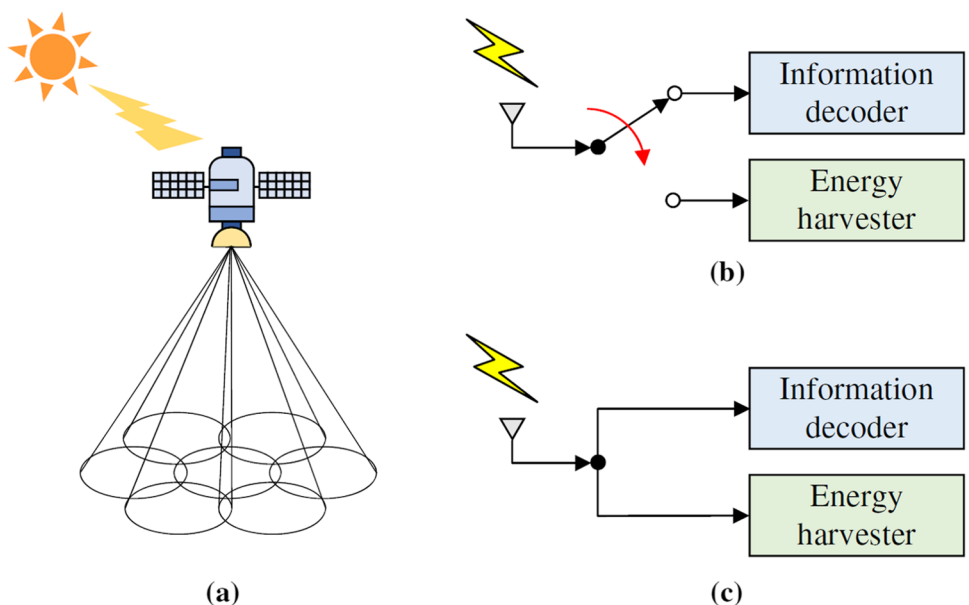 Information
decoder
Energy
harvester
(b)
Information
decoder
Energy
harvester
(a)
(c)